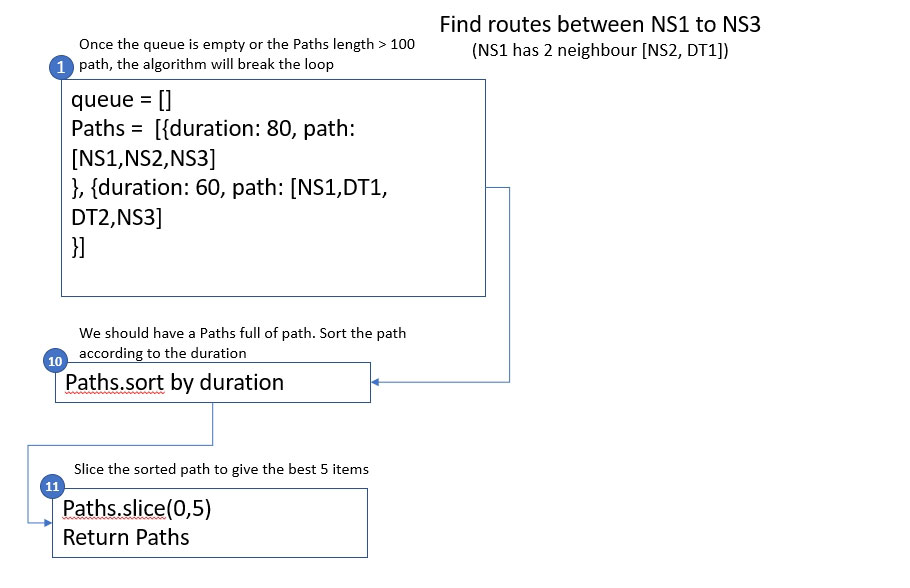 Find routes between NS1 to NS3
(NS1 has 2 neighbour [NS2, DT1])
Once the queue is empty or the Paths length > 100
path, the algorithm will break the loop
1
queue = []
Paths =  [{duration: 80, path:
[NS1,NS2,NS3]
}, {duration: 60, path: [NS1,DT1,
DT2,NS3]
}]
We should have a Paths full of path. Sort the path
according to the duration
10
Paths.sort by duration
Slice the sorted path to give the best 5 items
11
Paths.slice(0,5)
Return Paths